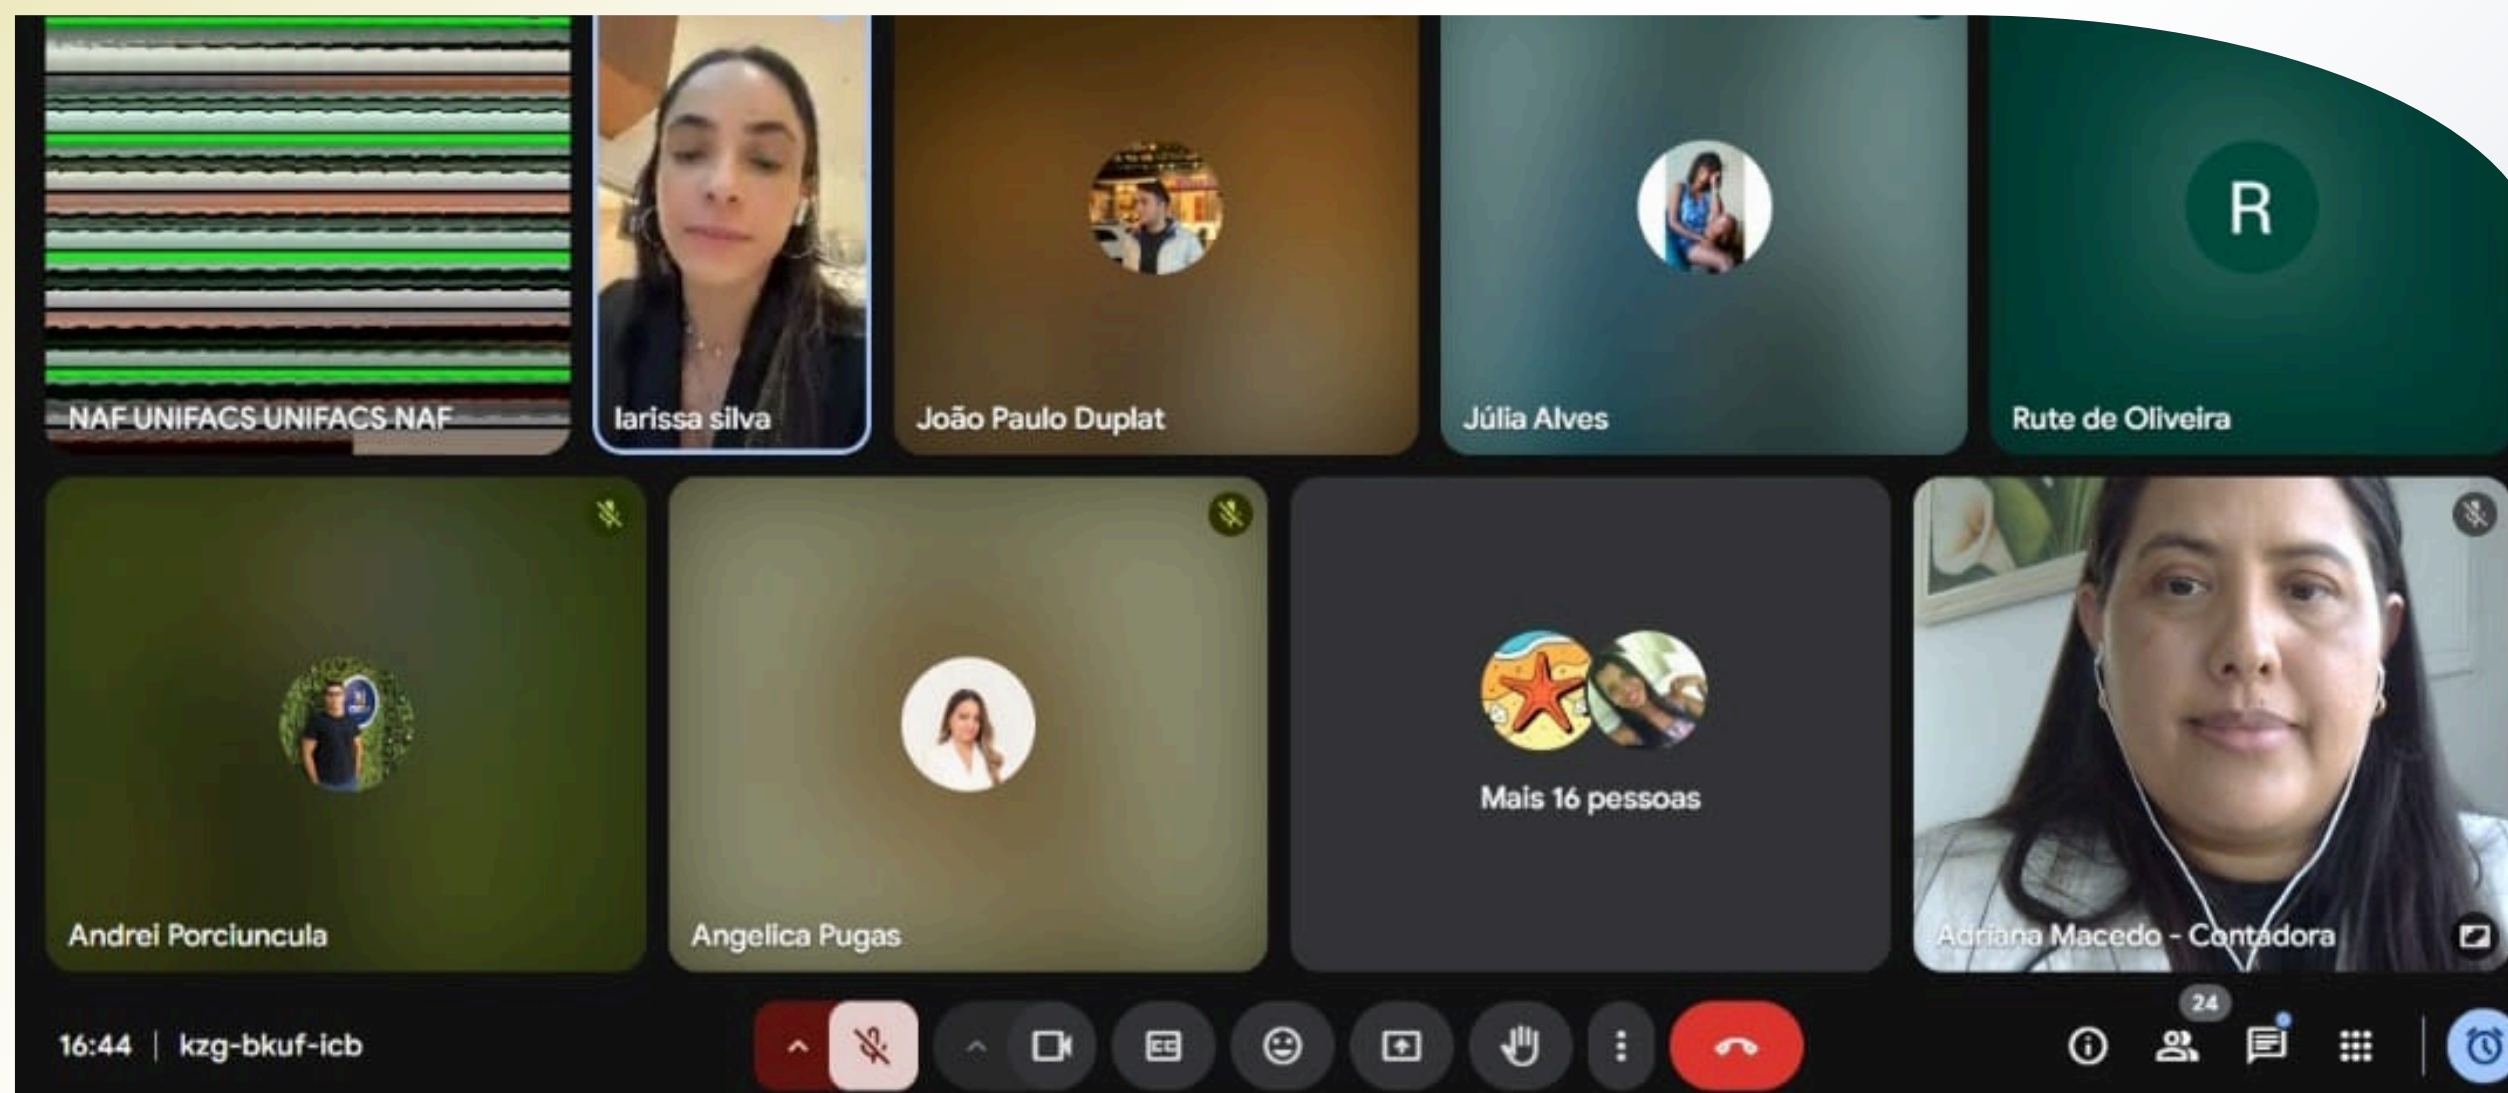 R
NAF UNIFACS UNIFACS NAF
larissa silva
João Paulo Duplat
Júlia Alves
Rute de Oliveira
Mais 16 pessoas
Andrei Porciuncula
Angelica Pugas
Adriana Macedo - Contadora
16:44 | kzg-bkuf-icb
CC
24